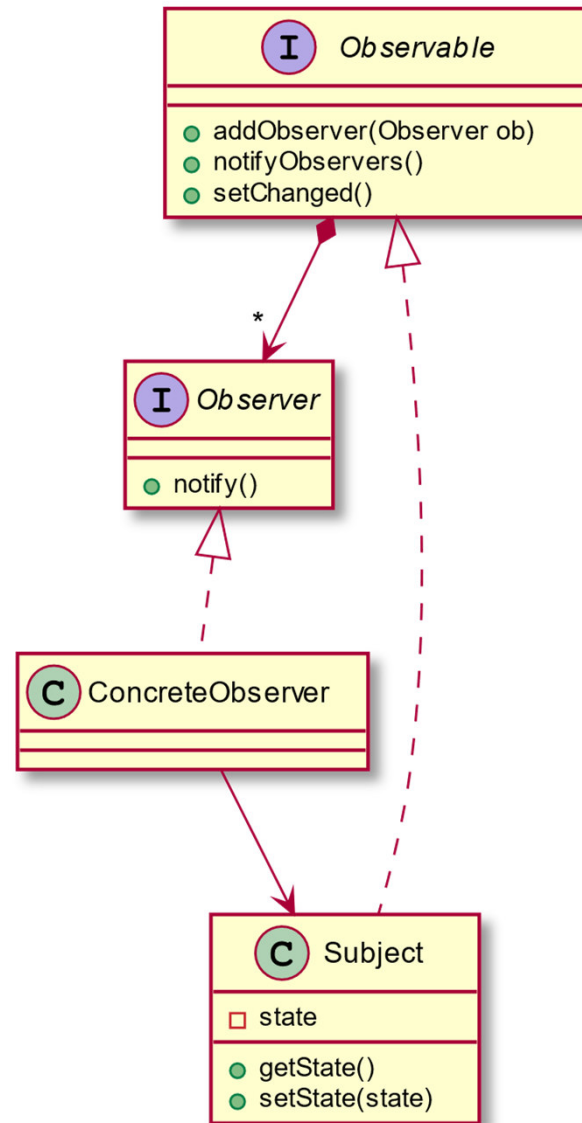 I Observable
addObserver(Observer ob)
notifyObservers()
setChanged()
*
I Observer
notify()
C ConcreteObserver
C Subject
state
getState()
setState(state)